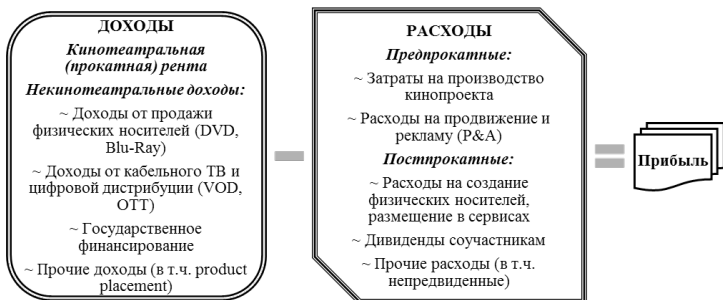 ДОХОДЫ
Кинотеатральная
(прокатная) рента
Некинотеатральные доходы:
~ Доходы от продажи
физических носителей (DVD,
Blu-Ray)
~ Доходы от кабельного ТВ и
цифровой дистрибуции (VOD,
OTT)
~ Государственное
финансирование
~ Прочие доходы (в т.ч. product
placement)
РАСХОДЫ
Предпрокатные:
~ Затраты на производство
кинопроекта
~ Расходы на продвижение и
рекламу (P&A)
Постпрокатные:
~ Расходы на создание
физических носителей,
размещение в сервисах
~ Дивиденды соучастникам
~ Прочие расходы (в т.ч.
непредвиденные)
Прибыль